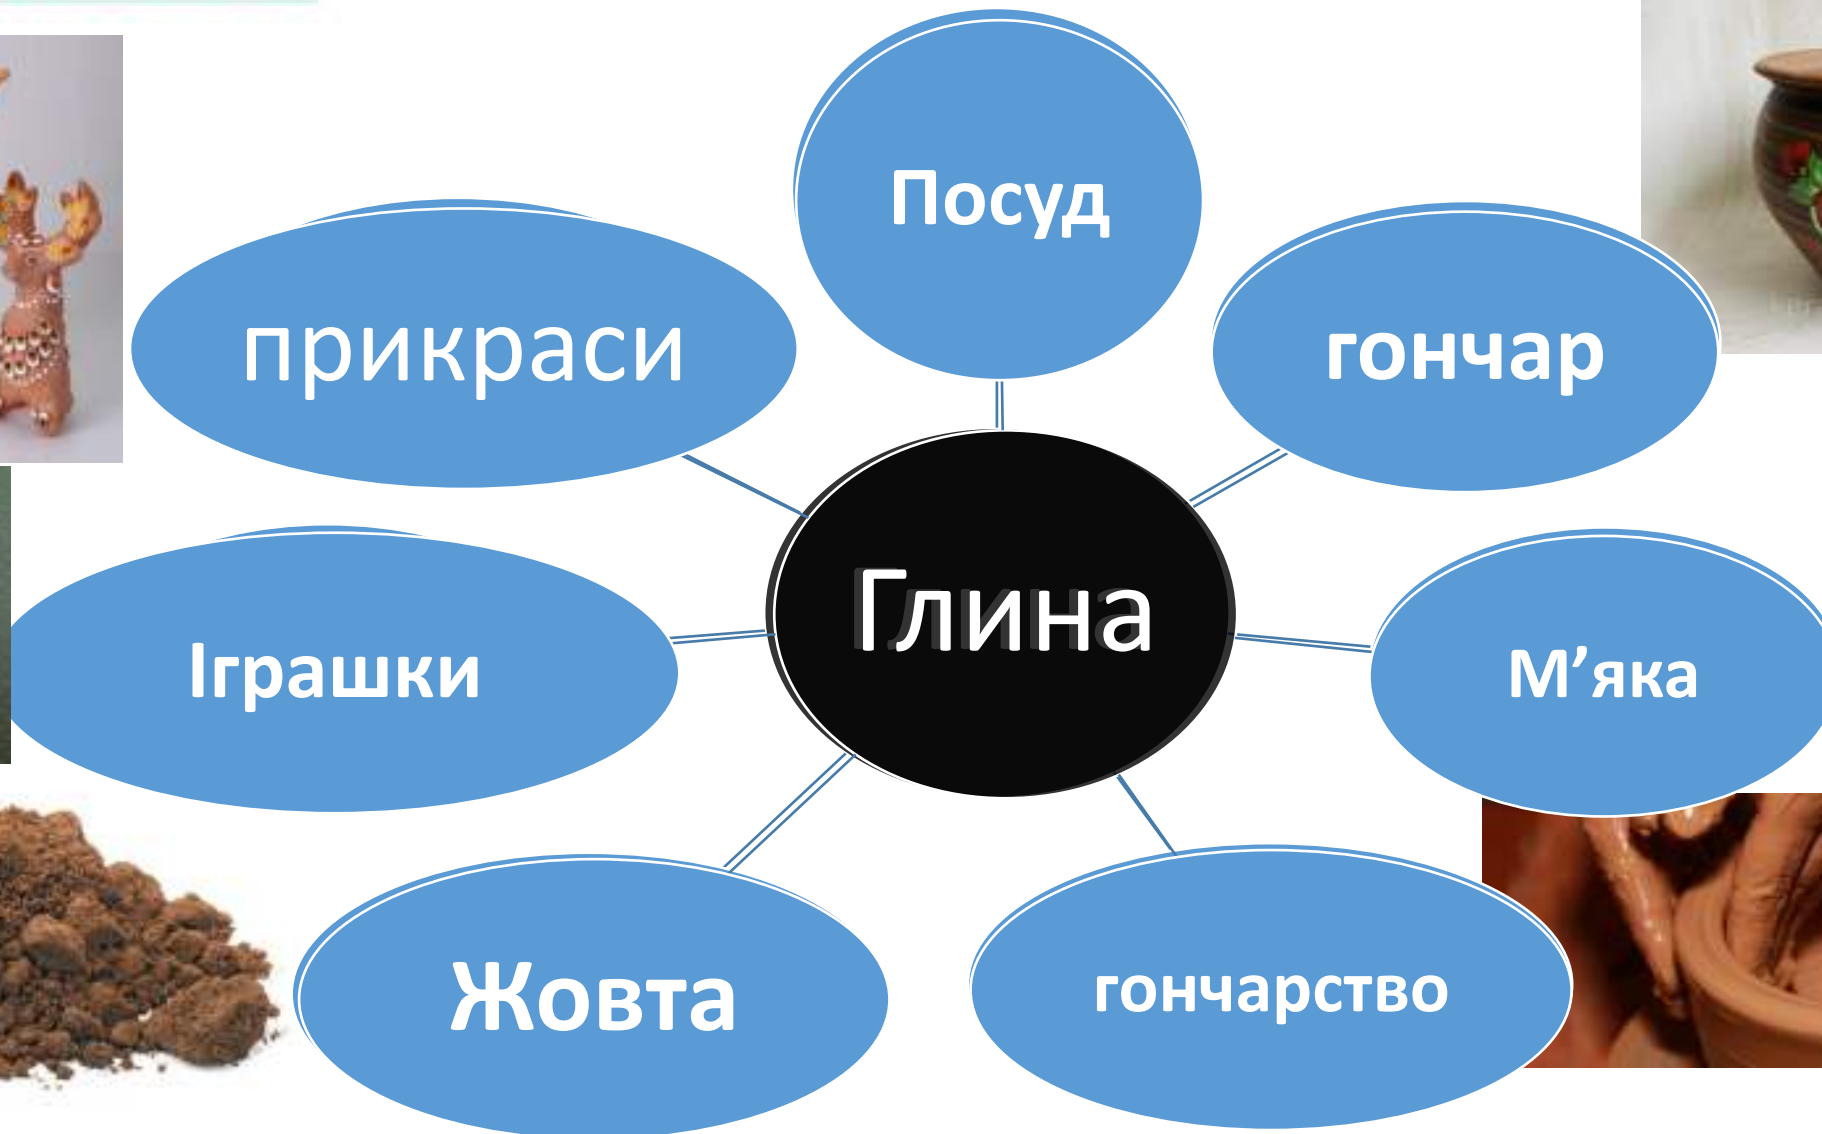 Посуд
прикраси
гончар
Глина
Іграшки
М’яка
Жовта
гончарство